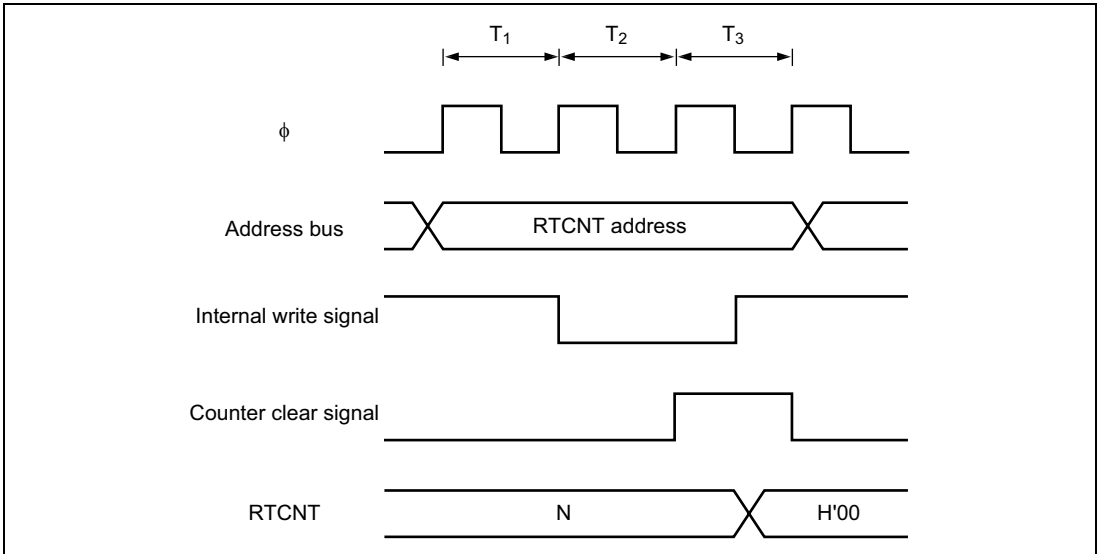 T1 T2 T3
φ
Address bus RTCNT address
Internal write signal
Counter clear signal
RTCNT N H'00